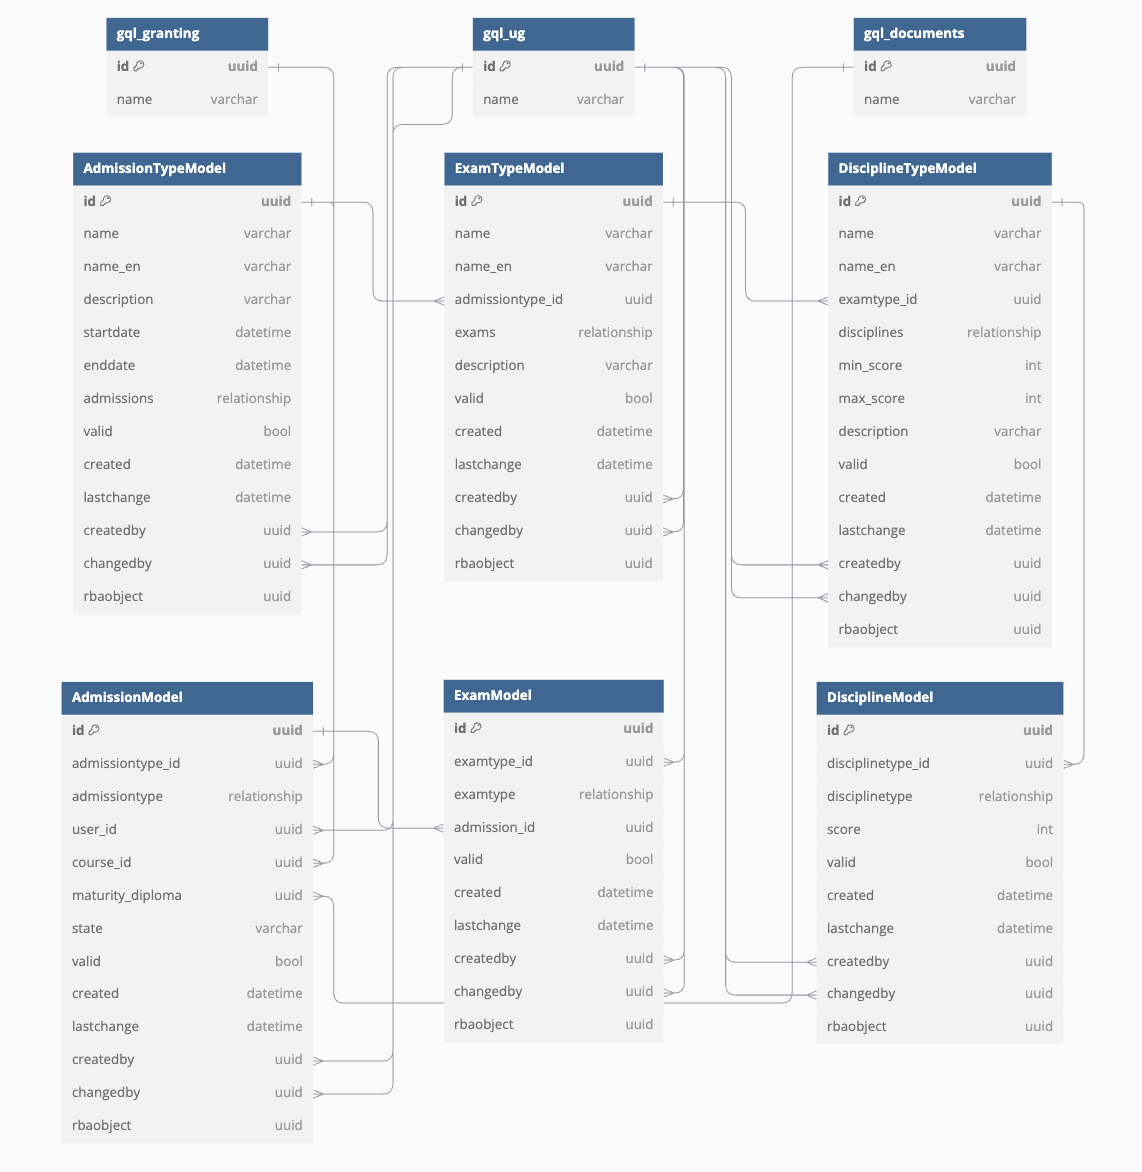 gql_granting
id uuid
name varchar
gql_ug
id uuid
name varchar
gql_documents
id uuid
name varchar
AdmissionTypeModel
id uuid
name varchar
name_en varchar
description varchar
startdate datetime
enddate datetime
admissions relationship
valid bool
created datetime
lastchange datetime
createdby uuid
changedby uuid
rbaobject uuid
ExamTypeModel
id uuid
name varchar
name_en varchar
admissiontype_id uuid
exams relationship
description varchar
valid bool
created datetime
lastchange datetime
createdby uuid
changedby uuid
rbaobject uuid
DisciplineTypeModel
id uuid
name varchar
name_en varchar
examtype_id uuid
disciplines relationship
min_score int
max_score int
description varchar
valid bool
created datetime
lastchange datetime
createdby uuid
changedby uuid
rbaobject uuid
AdmissionModel
id uuid
admissiontype_id uuid
admissiontype relationship
user_id uuid
course_id uuid
maturity_diploma uuid
state varchar
valid bool
created datetime
lastchange datetime
createdby uuid
changedby uuid
rbaobject uuid
ExamModel
id uuid
examtype_id uuid
examtype relationship
admission_id uuid
valid bool
created datetime
lastchange datetime
createdby uuid
changedby uuid
rbaobject uuid
DisciplineModel
id uuid
disciplinetype_id uuid
disciplinetype relationship
score int
valid bool
created datetime
lastchange datetime
createdby uuid
changedby uuid
rbaobject uuid